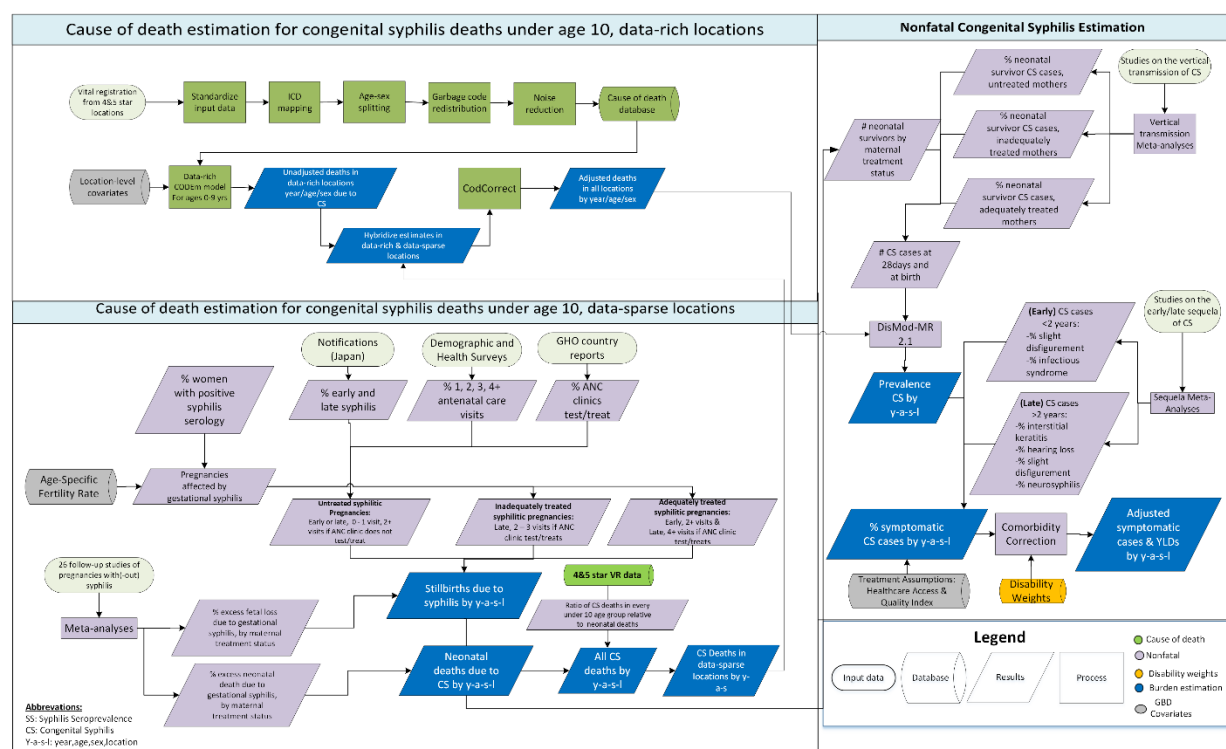 Cause of death estimation for congenital syphilis deaths under age 10, data-rich locations
Vital registration
from 4&5 star
locations
Standardize
input data
ICD
mapping
Age-sex
splitting
Garbage code
redistribution
Noise
reduction
Cause of death
database
Location-level
covariates
Data-rich
CODEm model
For ages 0-9 yrs
Unadjusted deaths in
data-rich locations
year/age/sex due to
CS
Hybridize estimates in
data-rich & data-sparse
locations
CodCorrect
Adjusted deaths
in all locations
by year/age/sex
Cause of death estimation for congenital syphilis deaths under age 10, data-sparse locations
Notifications
(Japan)
Demographic and
Health Surveys
GHO country
reports
% women
with positive
syphilis
serology
% early and
late syphilis
% 1, 2, 3, 4+
antenatal care
visits
% ANC
clinics
test/treat
Age-Specific
Fertility Rate
Pregnancies
affected by
gestational syphilis
Untreated syphilitic
Pregnancies:
Early or late, 0 - 1 visit, 2+
visits if ANC clinic does not
test/treat
Inadequately treated
syphilitic pregnancies:
Late, 2 – 3 visits if ANC
clinic test/treats
Adequately treated
syphilitic pregnancies:
Early, 2+ visits &
Late, 4+ visits if ANC clinic
test/treats
26 follow-up studies of
pregnancies with(-out)
syphilis
Meta-analyses
% excess fetal loss
due to gestational
syphilis, by maternal
treatment status
% excess neonatal
death due to
gestational syphilis,
by maternal
treatment status
Stillbirths due to
syphilis by y-a-s-l
Neonatal
deaths due to
CS by y-a-s-l
4&5 star VR data
Ratio of CS deaths in every
under 10 age group relative
to neonatal deaths
All CS
deaths by
y-a-s-l
CS Deaths in
data-sparse
locations by y-
a-s
Abbrevations:
SS: Syphilis Seroprevalence
CS: Congenital Syphilis
Y-a-s-l: year,age,sex,location
Nonfatal Congenital Syphilis Estimation
% neonatal
survivor CS cases,
untreated mothers
Studies on the vertical
transmission of CS
# neonatal
survivors by
maternal
treatment
status
% neonatal
survivor CS cases,
inadequately
treated mothers
Vertical
transmission
Meta-analyses
% neonatal
survivor CS cases,
adequately treated
mothers
# CS cases at
28days and
at birth
DisMod-MR
2.1
Prevalence
CS by
y-a-s-l
(Early) CS cases
<2 years:
-% slight
disfigurement
-% infectious
syndrome
Studies on the
early/late sequela
of CS
Sequela Meta-
Analyses
(Late) CS cases
>2 years:
-% interstitial
keratitis
-% hearing loss
-% slight
disfigurement
-% neurosyphilis
% symptomatic
CS cases by y-a-s-l
Comorbidity
Correction
Adjusted
symptomatic
cases & YLDs
by y-a-s-l
Treatment Assumptions:
Healthcare Access &
Quality Index
Disability
Weights
Legend
Input data
Database
Results
Process
Cause of death
Nonfatal
Disability weights
Burden estimation
GBD
Covariates